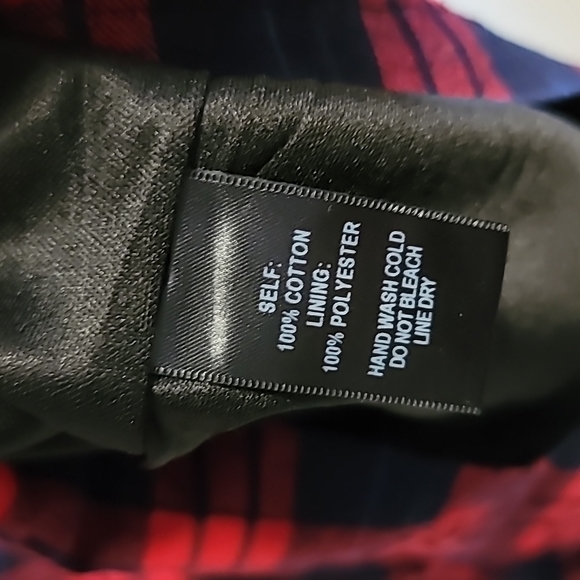 SELF:
100% COTTON
LINING:
100% POLYESTER
HAND WASH COLD
DO NOT BLEACH
LINE DRY